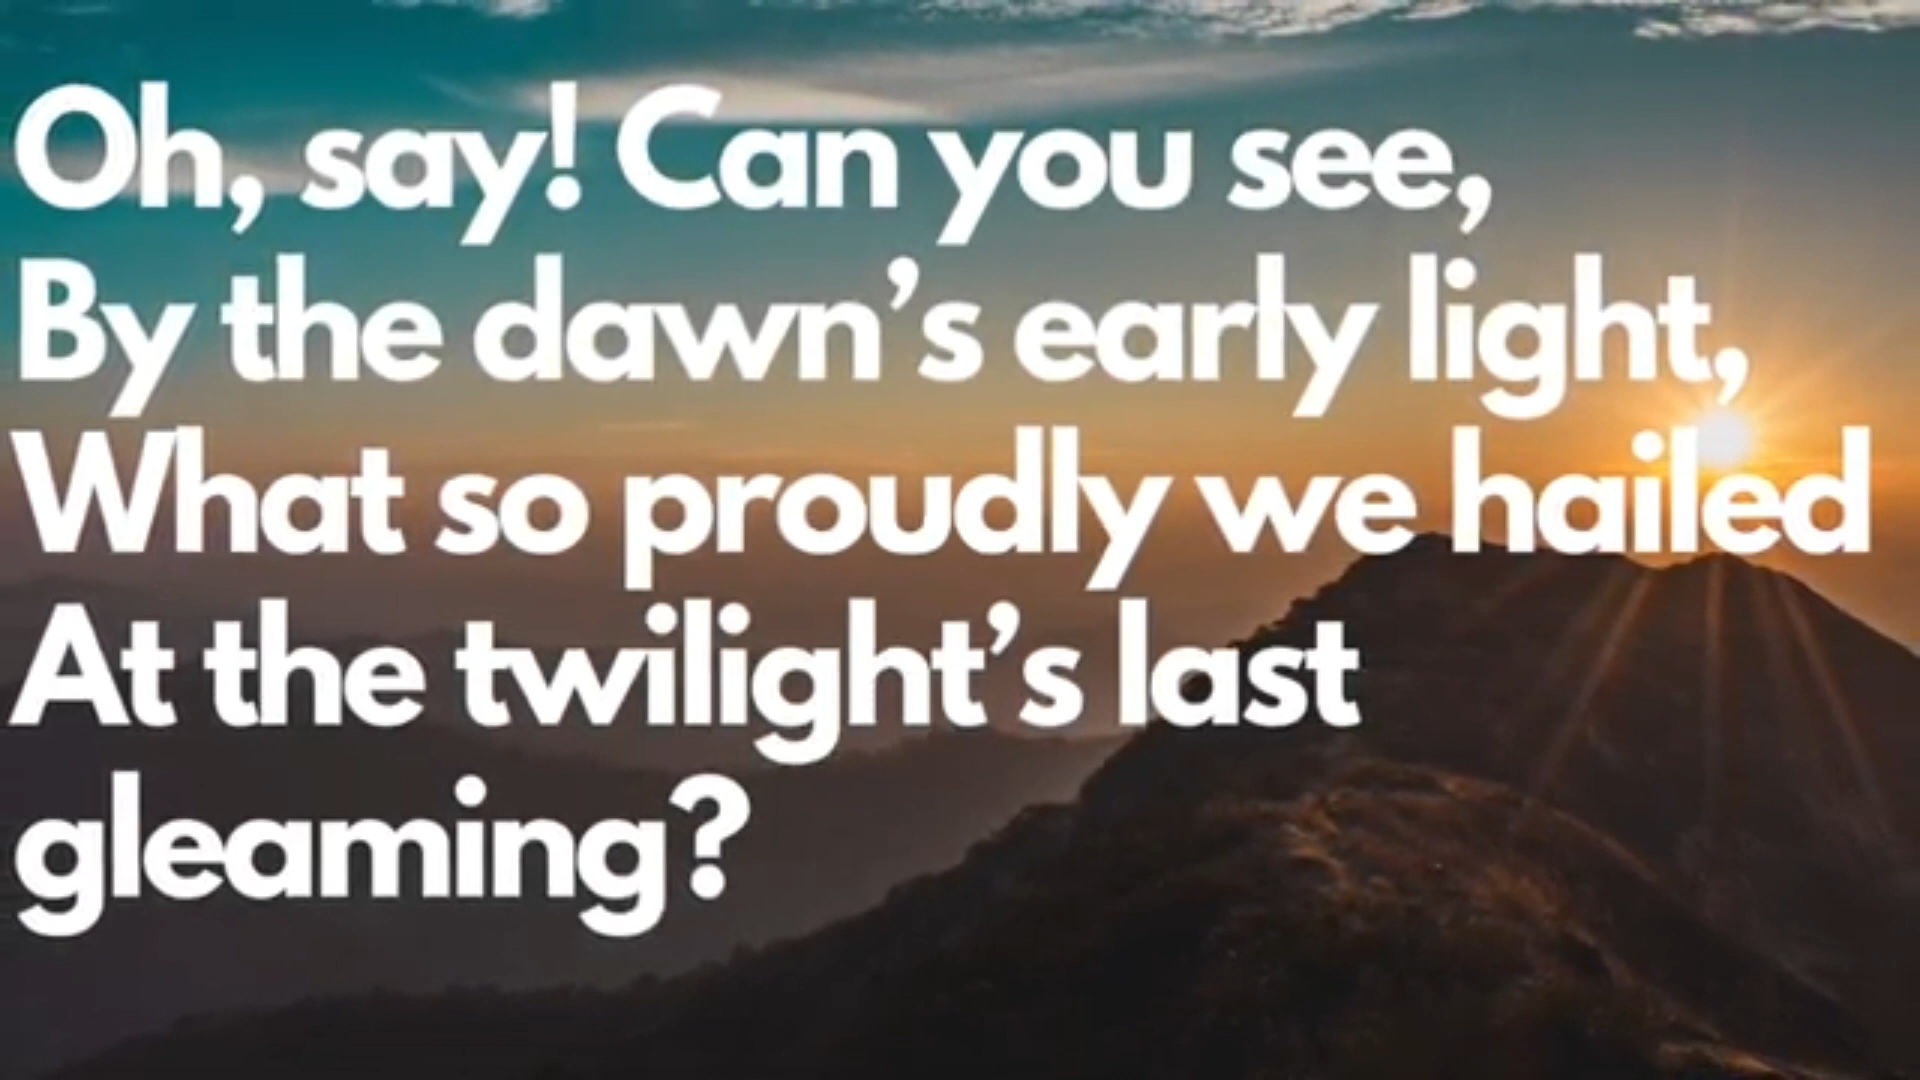 Oh, say! Can you see,
By the dawn’s early light,
What so proudly we hailed
At the twilight’s last
gleaming?